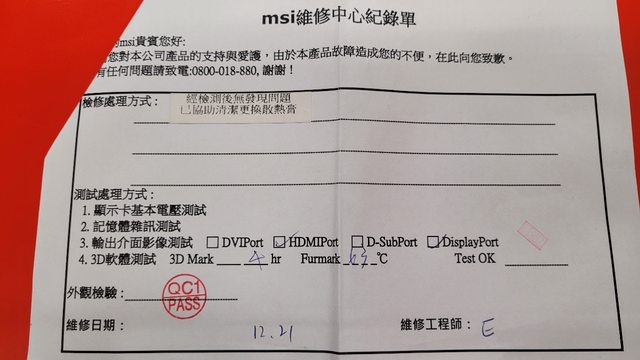 msi維修中心紀錄單
msi貴賓您好:
您對本公司產品的支持與愛護，由於本產品故障造成您的不便，在此向您致歉。
有任何問題請致電:0800-018-880, 謝謝！
檢修處理方式：
經檢測後無發現問題
已協助清潔更換散熱膏
測試處理方式：
1. 顯示卡基本電壓測試
2. 記憶體雜訊測試
3. 輸出介面影像測試 □DVIPort ☑HDMIPort □D-SubPort ☑DisplayPort
4. 3D軟體測試 3D Mark 4 hr Furmark ℃ Test OK
外觀檢驗：
QC1
PASS
維修日期： 12.21 維修工程師： E